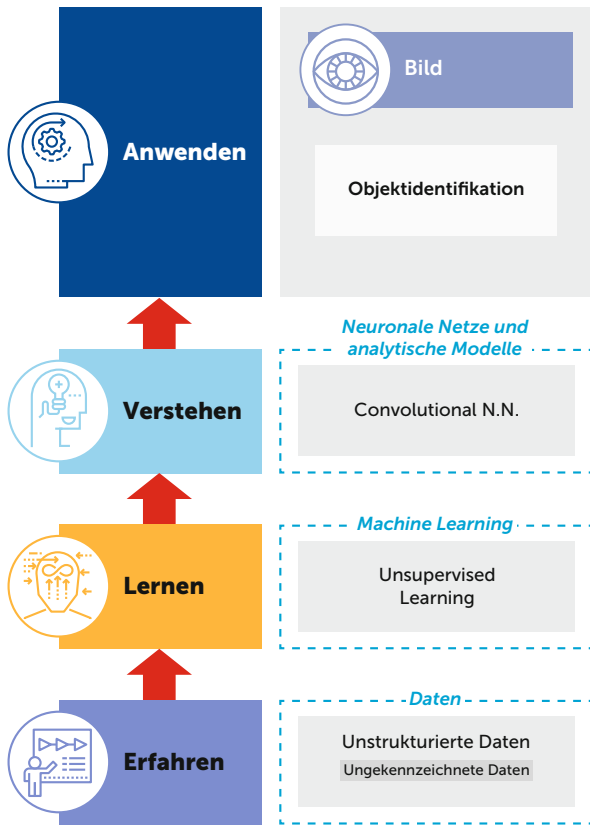 Anwenden
Bild
Objektidentifikation
Neuronale Netze und
analytische Modelle
Verstehen
Convolutional N.N.
Machine Learning
Lernen
Unsupervised
Learning
Daten
Erfahren
Unstrukturierte Daten
Ungekennzeichnete Daten